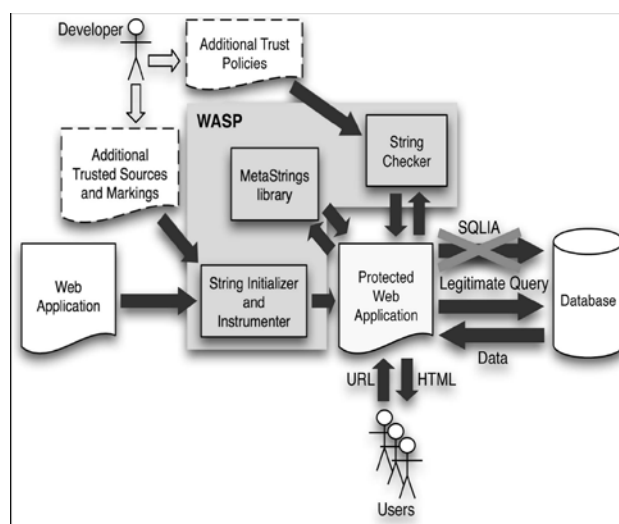 Developer
Additional Trust
Policies
WASP
String
Checker
Additional
Trusted Sources
and Markings
MetaStrings
library
SQLIA
Web
Application
String Initializer
and
Instrumenter
Protected
Web
Application
Legitimate Query
Database
Data
URL
HTML
Users